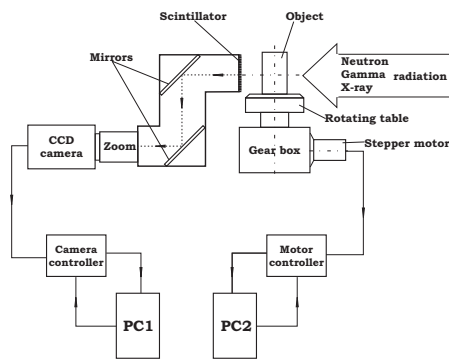 Scintillator
Object
Mirrors
Neutron
Gamma radiation
X-ray
Rotating table
Stepper motor
CCD
camera
Zoom
Gear box
Camera
controller
Motor
controller
PC1
PC2